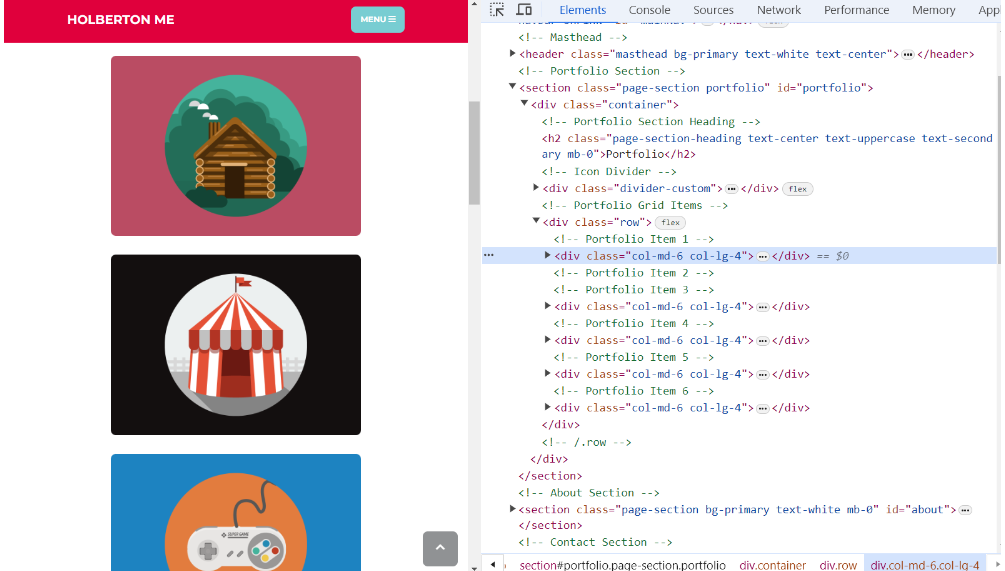 HOLBERTON ME
MENU
SUPER GAME
Elements Console Sources Performance Network Memory App
<!-- Masthead -->
<header class="masthead bg-primary text-white text-center"> </header>
<!-- Portfolio Section -->
<section class="page-section portfolio" id="portfolio">
<div class="container">
<!-- Portfolio Section Heading -->
<h2 class="page-section-heading text-center text-uppercase text-second
ary mb-0">Portfolio</h2>
<!-- Icon Divider -->
<div class="divider-custom"> </div> flex
<!-- Portfolio Grid Items -->
<div class="row"> flex
<!-- Portfolio Item 1 -->
<div class="col-md-6 col-lg-4"> </div> == $0
<!-- Portfolio Item 2 -->
<!-- Portfolio Item 3 -->
<div class="col-md-6 col-lg-4"> </div>
<!-- Portfolio Item 4 -->
<div class="col-md-6 col-lg-4"> </div>
<!-- Portfolio Item 5 -->
<div class="col-md-6 col-lg-4"> </div>
<!-- Portfolio Item 6 -->
<div class="col-md-6 col-lg-4"> </div>
</div>
<!-- /.row -->
</div>
</section>
<!-- About Section -->
<section class="page-section bg-primary text-white mb-0" id="about">
</section>
<!-- Contact Section -->
section#portfolio.page-section.portfolio div.container div.row div.col-md-6.col-lg-4